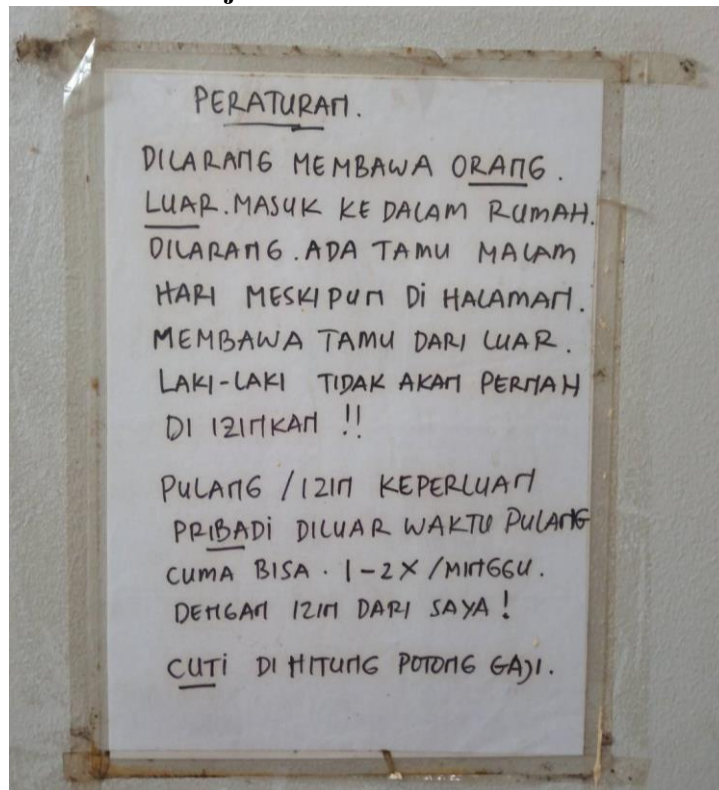 PERATURAN.
DILARANG MEMBAWA ORANG.
LUAR. MASUK KE DALAM RUMAH.
DILARANG. ADA TAMU MALAM
HARI MESKIPUN Di HALAMAN.
MEMBAWA TAMU DARI LUAR.
LAKI-LAKI TIDAK AKAN PERNAH
DI IZINKAN !!
PULANG / IZIN KEPERLUAN
PRIBADi DILUAR WAKTU PULANG
CUMA BISA. 1-2X /MINGGU.
DENGAN IZIN DARI SAYA!
CUTi DI HITUNG POTONG GAJI.